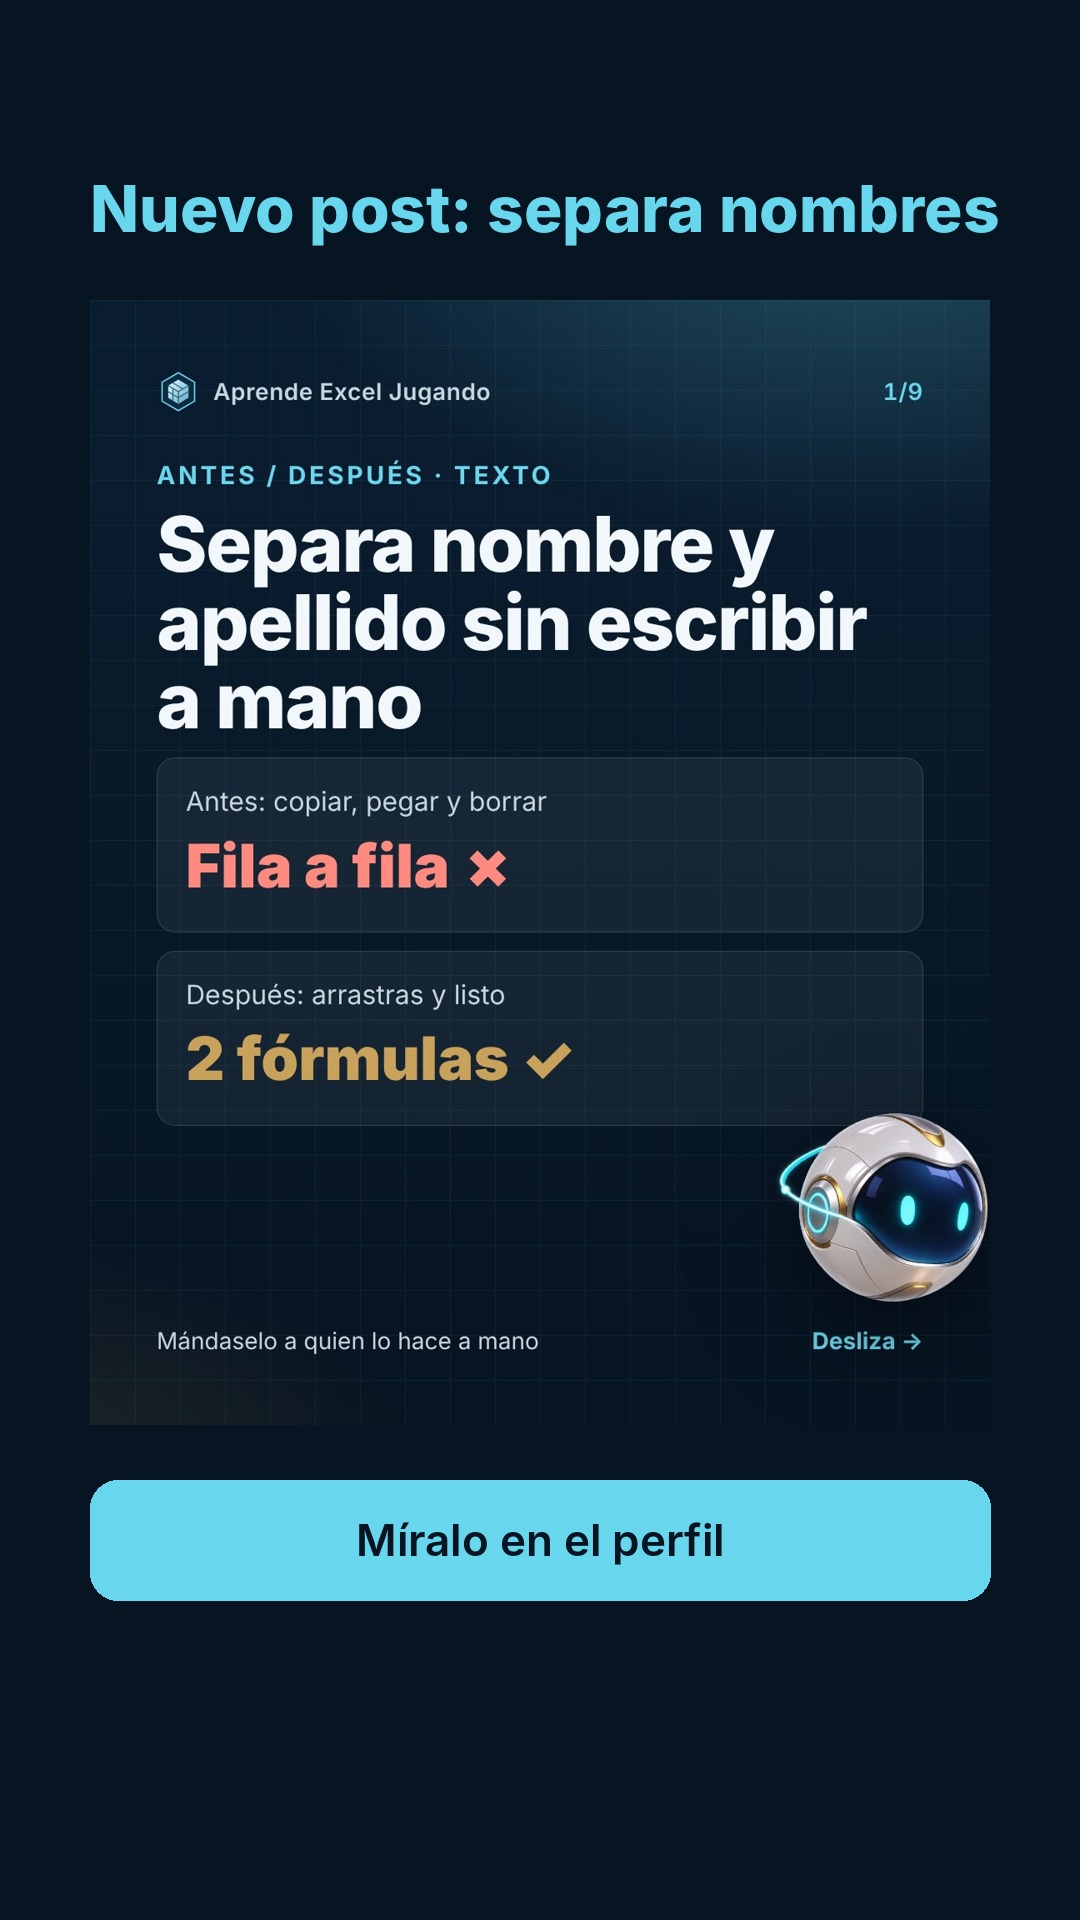 Nuevo post: separa nombres
Aprende Excel Jugando
1/9
ANTES / DESPUÉS · TEXTO
Separa nombre y
apellido sin escribir
a mano
Antes: copiar, pegar y borrar
Fila a fila ✕
Después: arrastras y listo
2 fórmulas ✓
Mándaselo a quien lo hace a mano
Desliza →
Míralo en el perfil